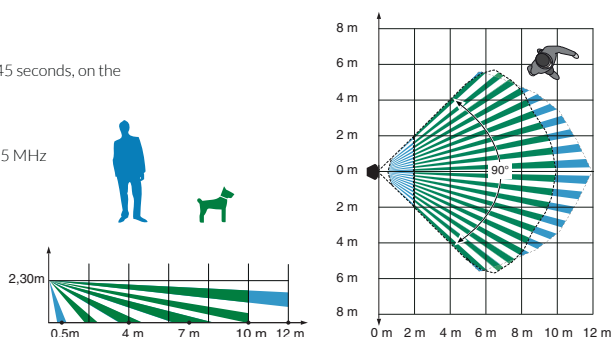 45 seconds, on the
5 MHz
2,30m
0.5m 4 m 7 m 10 m 12 m
8 m
6 m
4 m
2 m
0 m
2 m
4 m
6 m
8 m
90°
0 m 2 m 4 m 6 m 8 m 10 m 12 m